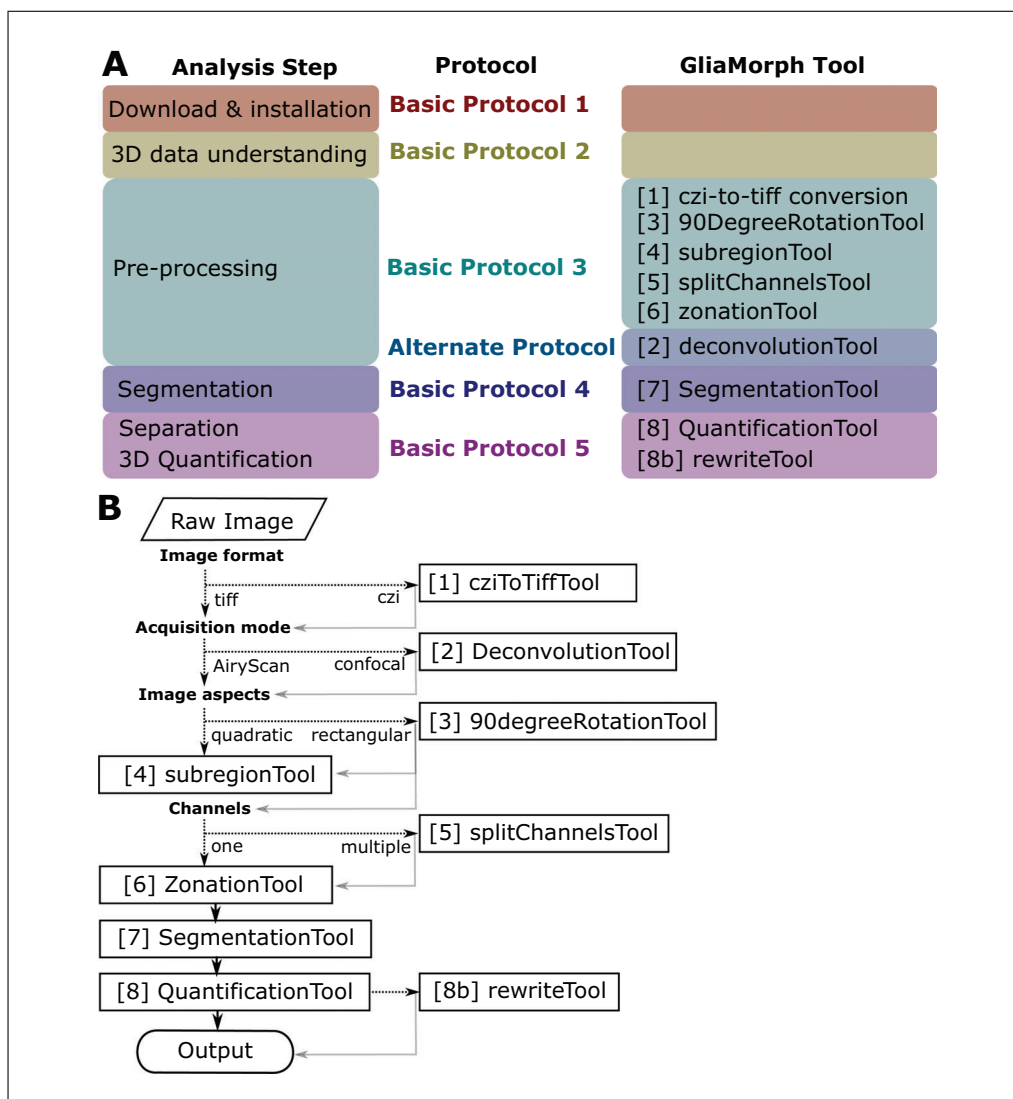 A
Analysis Step Protocol GliaMorph Tool
Download & installation Basic Protocol 1
3D data understanding Basic Protocol 2
Pre-processing Basic Protocol 3
[1] czi-to-tiff conversion
[3] 90DegreeRotationTool
[4] subregionTool
[5] splitChannelsTool
[6] zonationTool
Alternate Protocol [2] deconvolutionTool
Segmentation Basic Protocol 4 [7] SegmentationTool
Separation
3D Quantification
Basic Protocol 5
[8] QuantificationTool
[8b] rewriteTool
B
Raw Image
Image format
tiff czi
[1] cziToTiffTool
Acquisition mode
AiryScan confocal
[2] DeconvolutionTool
Image aspects
quadratic rectangular
[3] 90degreeRotationTool
[4] subregionTool
Channels
one multiple
[5] splitChannelsTool
[6] ZonationTool
[7] SegmentationTool
[8] QuantificationTool
[8b] rewriteTool
Output